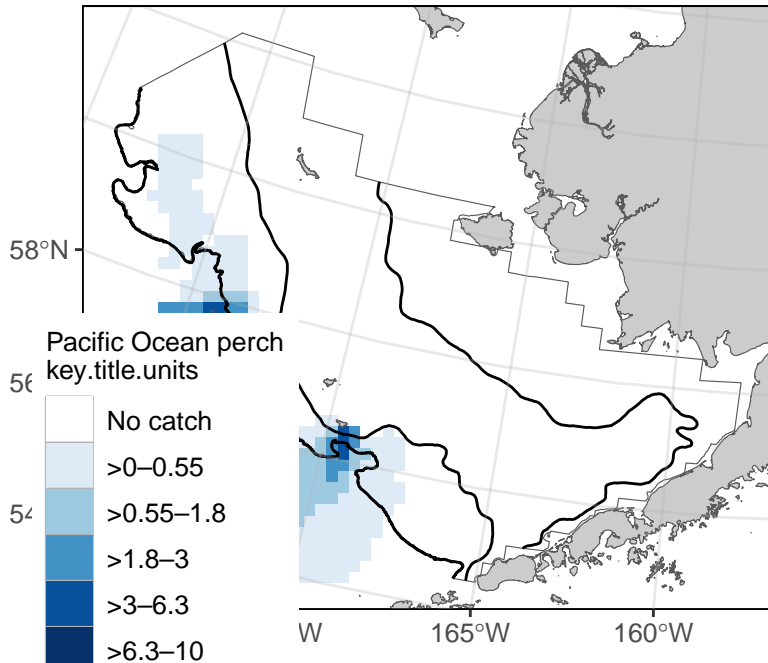 58°N
Pacific Ocean perch
key.title.units
No catch
>0–0.55
>0.55–1.8
>1.8–3
>3–6.3
>6.3–10
54
W
165°W
160°W